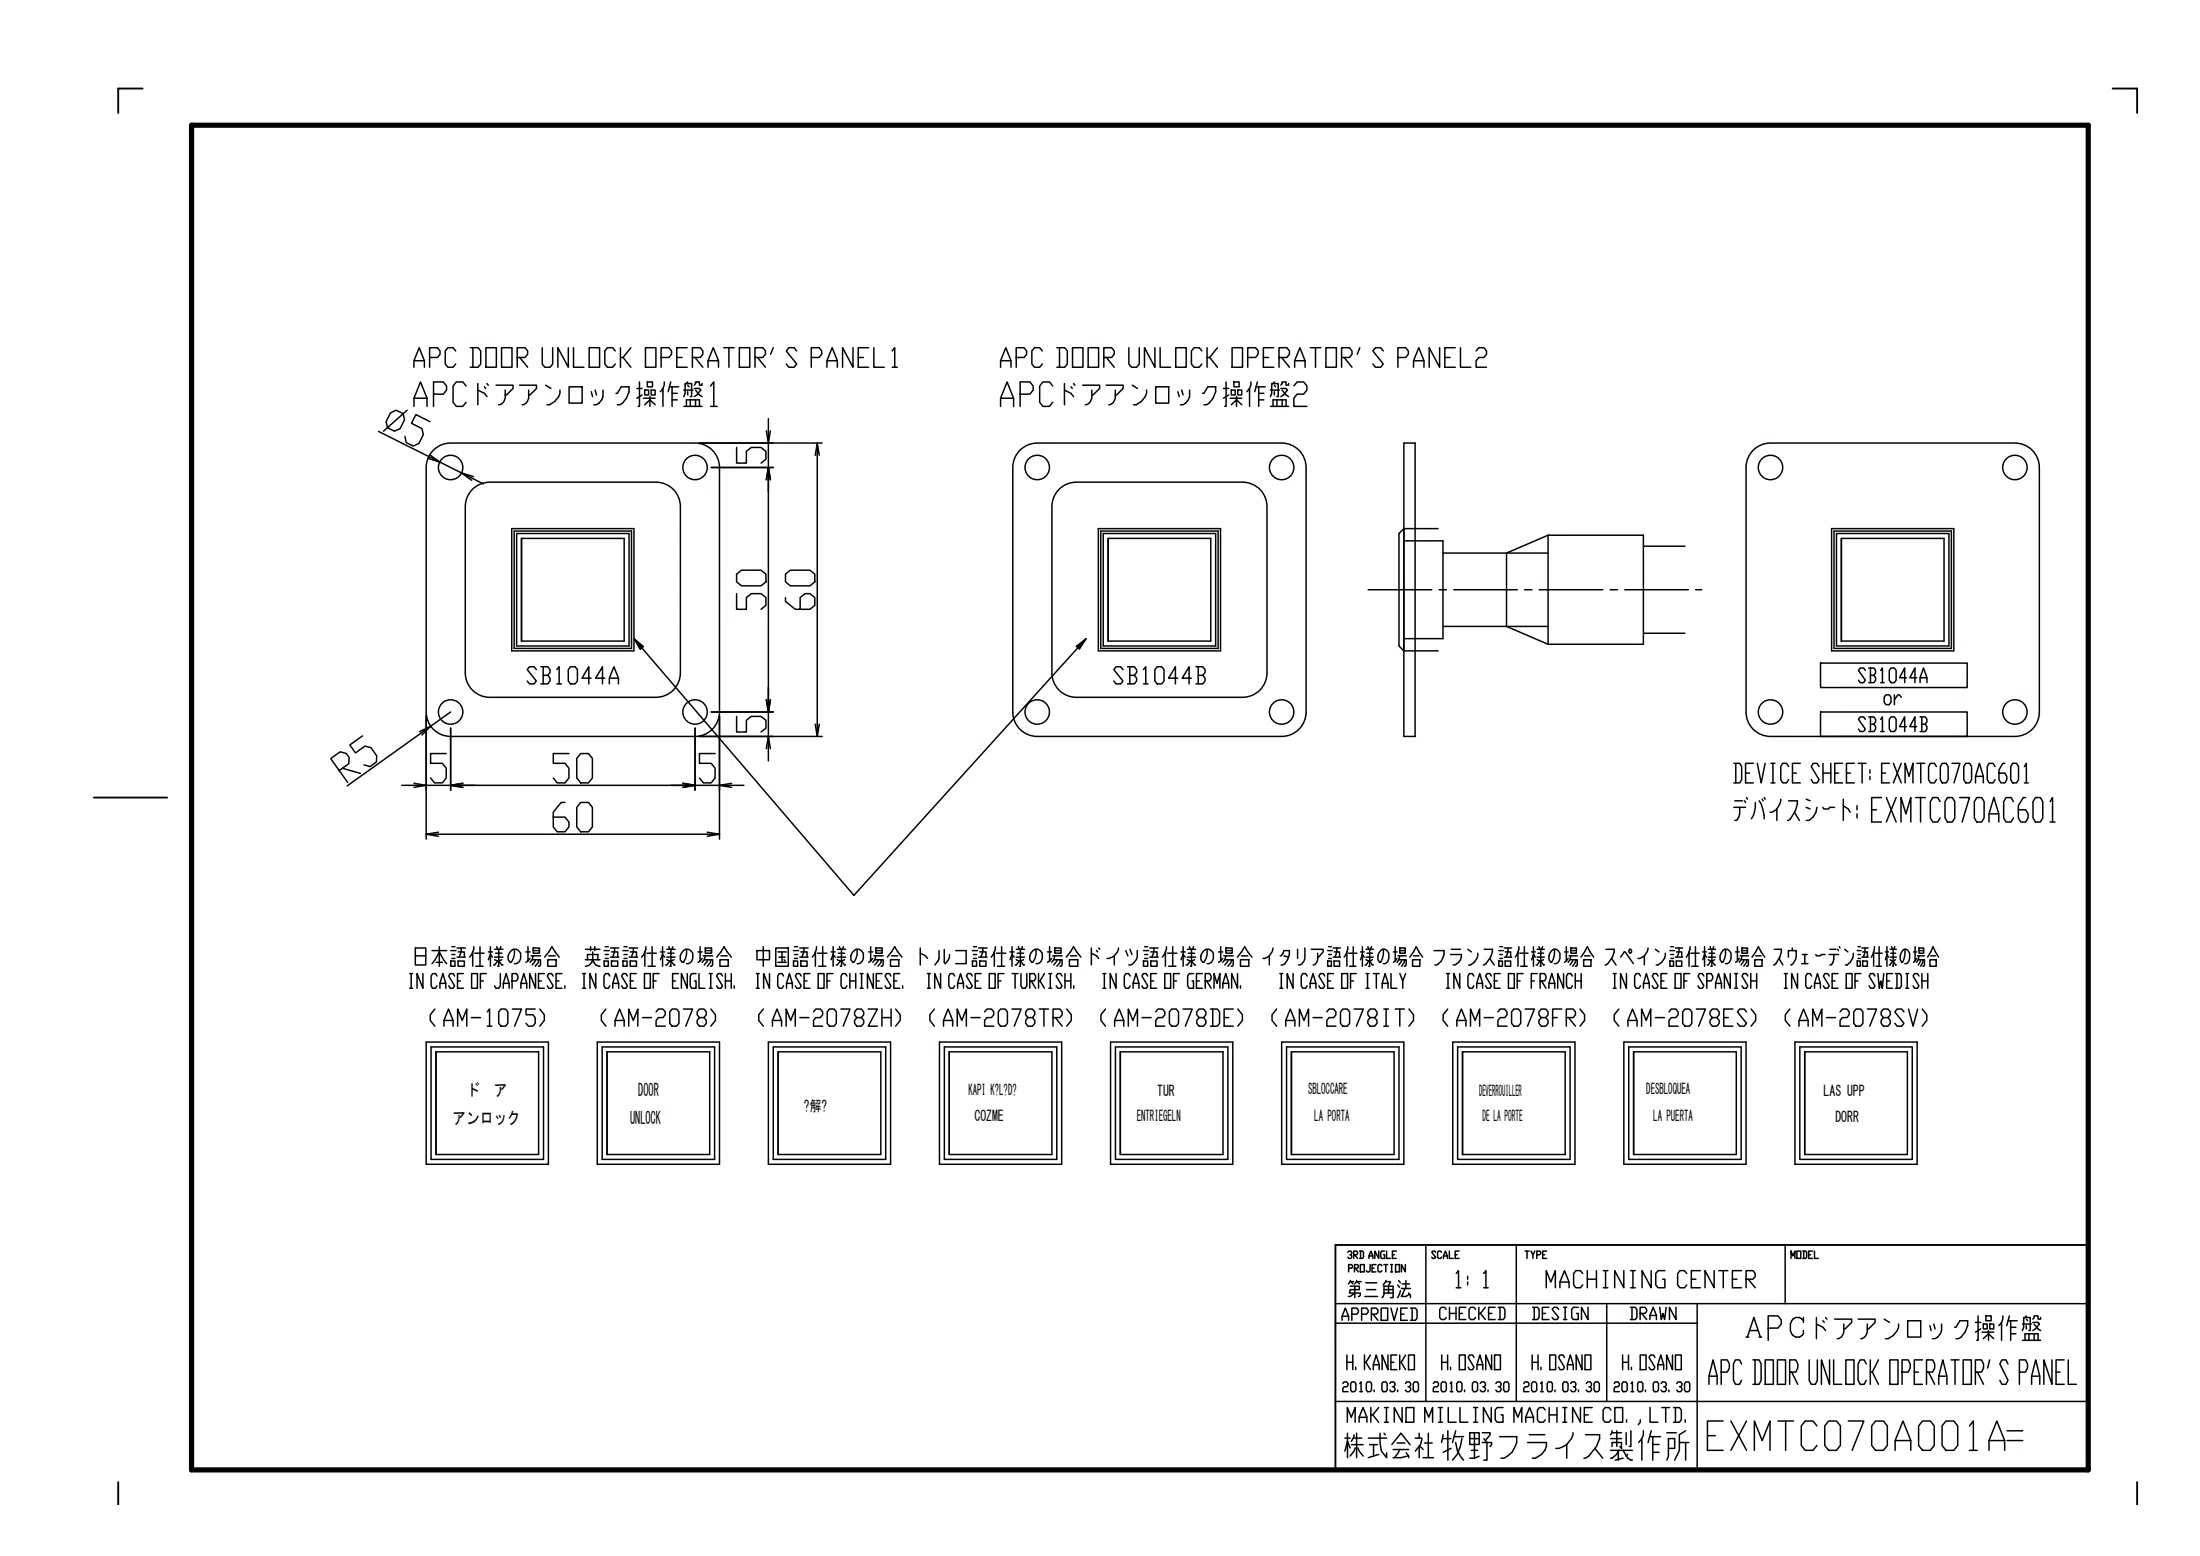 APC DOOR UNLOCK OPERATOR'S PANEL1
APCドアアンロック操作盤1
APC DOOR UNLOCK OPERATOR'S PANEL2
APCドアアンロック操作盤2
ø5
5
50
60
5
R5
5
50
5
60
SB1044A
SB1044B
SB1044A
or
SB1044B
DEVICE SHEET: EXMTC070AC601
デバイスシート: EXMTC070AC601
日本語仕様の場合
IN CASE OF JAPANESE.
(AM-1075)
ド ア
アンロック
英語語仕様の場合
IN CASE OF ENGLISH.
(AM-2078)
DOOR
UNLOCK
中国語仕様の場合
IN CASE OF CHINESE.
(AM-2078ZH)
?解?
トルコ語仕様の場合
IN CASE OF TURKISH.
(AM-2078TR)
KAPI K?L?D?
COZME
ドイツ語仕様の場合
IN CASE OF GERMAN.
(AM-2078DE)
TUR
ENTRIEGELN
イタリア語仕様の場合
IN CASE OF ITALY
(AM-2078IT)
SBLOCCARE
LA PORTA
フランス語仕様の場合
IN CASE OF FRANCH
(AM-2078FR)
DEVERROUILLER
DE LA PORTE
スペイン語仕様の場合
IN CASE OF SPANISH
(AM-2078ES)
DESBLOQUEA
LA PUERTA
スウェーデン語仕様の場合
IN CASE OF SWEDISH
(AM-2078SV)
LAS UPP
DORR
3RD ANGLE
PROJECTION
第三角法
SCALE
1:1
TYPE
MACHINING CENTER
MODEL
APPROVED
CHECKED
DESIGN
DRAWN
H. KANEKO
2010. 03. 30
H. OSANO
2010. 03. 30
H. OSANO
2010. 03. 30
H. OSANO
2010. 03. 30
APCドアアンロック操作盤
APC DOOR UNLOCK OPERATOR'S PANEL
MAKINO MILLING MACHINE CO.,LTD.
株式会社牧野フライス製作所
EXMTC070A001A=